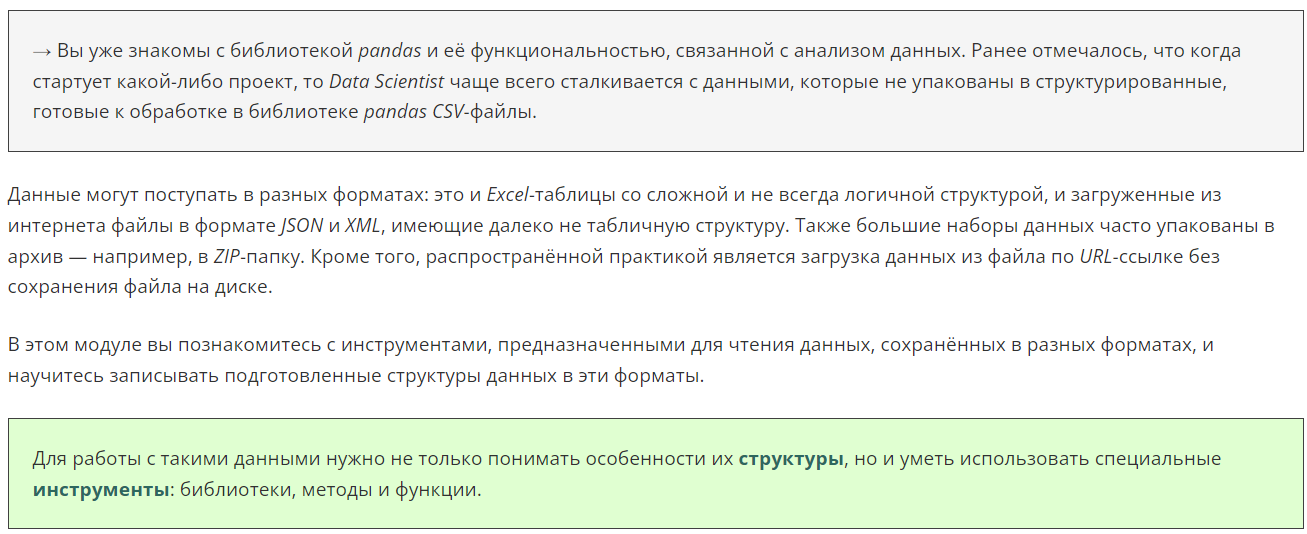 → Вы уже знакомы с библиотекой pandas и её функциональностью, связанной с анализом данных. Ранее отмечалось, что когда
стартует какой-либо проект, то Data Scientist чаще всего сталкивается с данными, которые не упакованы в структурированные,
готовые к обработке в библиотеке pandas CSV-файлы.
Данные могут поступать в разных форматах: это и Excel-таблицы со сложной и не всегда логичной структурой, и загруженные из
интернета файлы в формате JSON и XML, имеющие далеко не табличную структуру. Также большие наборы данных часто упакованы в
архив — например, в ZIP-папку. Кроме того, распространённой практикой является загрузка данных из файла по URL-ссылке без
сохранения файла на диске.
В этом модуле вы познакомитесь с инструментами, предназначенными для чтения данных, сохранённых в разных форматах, и
научитесь записывать подготовленные структуры данных в эти форматы.
Для работы с такими данными нужно не только понимать особенности их структуры, но и уметь использовать специальные
инструменты: библиотеки, методы и функции.